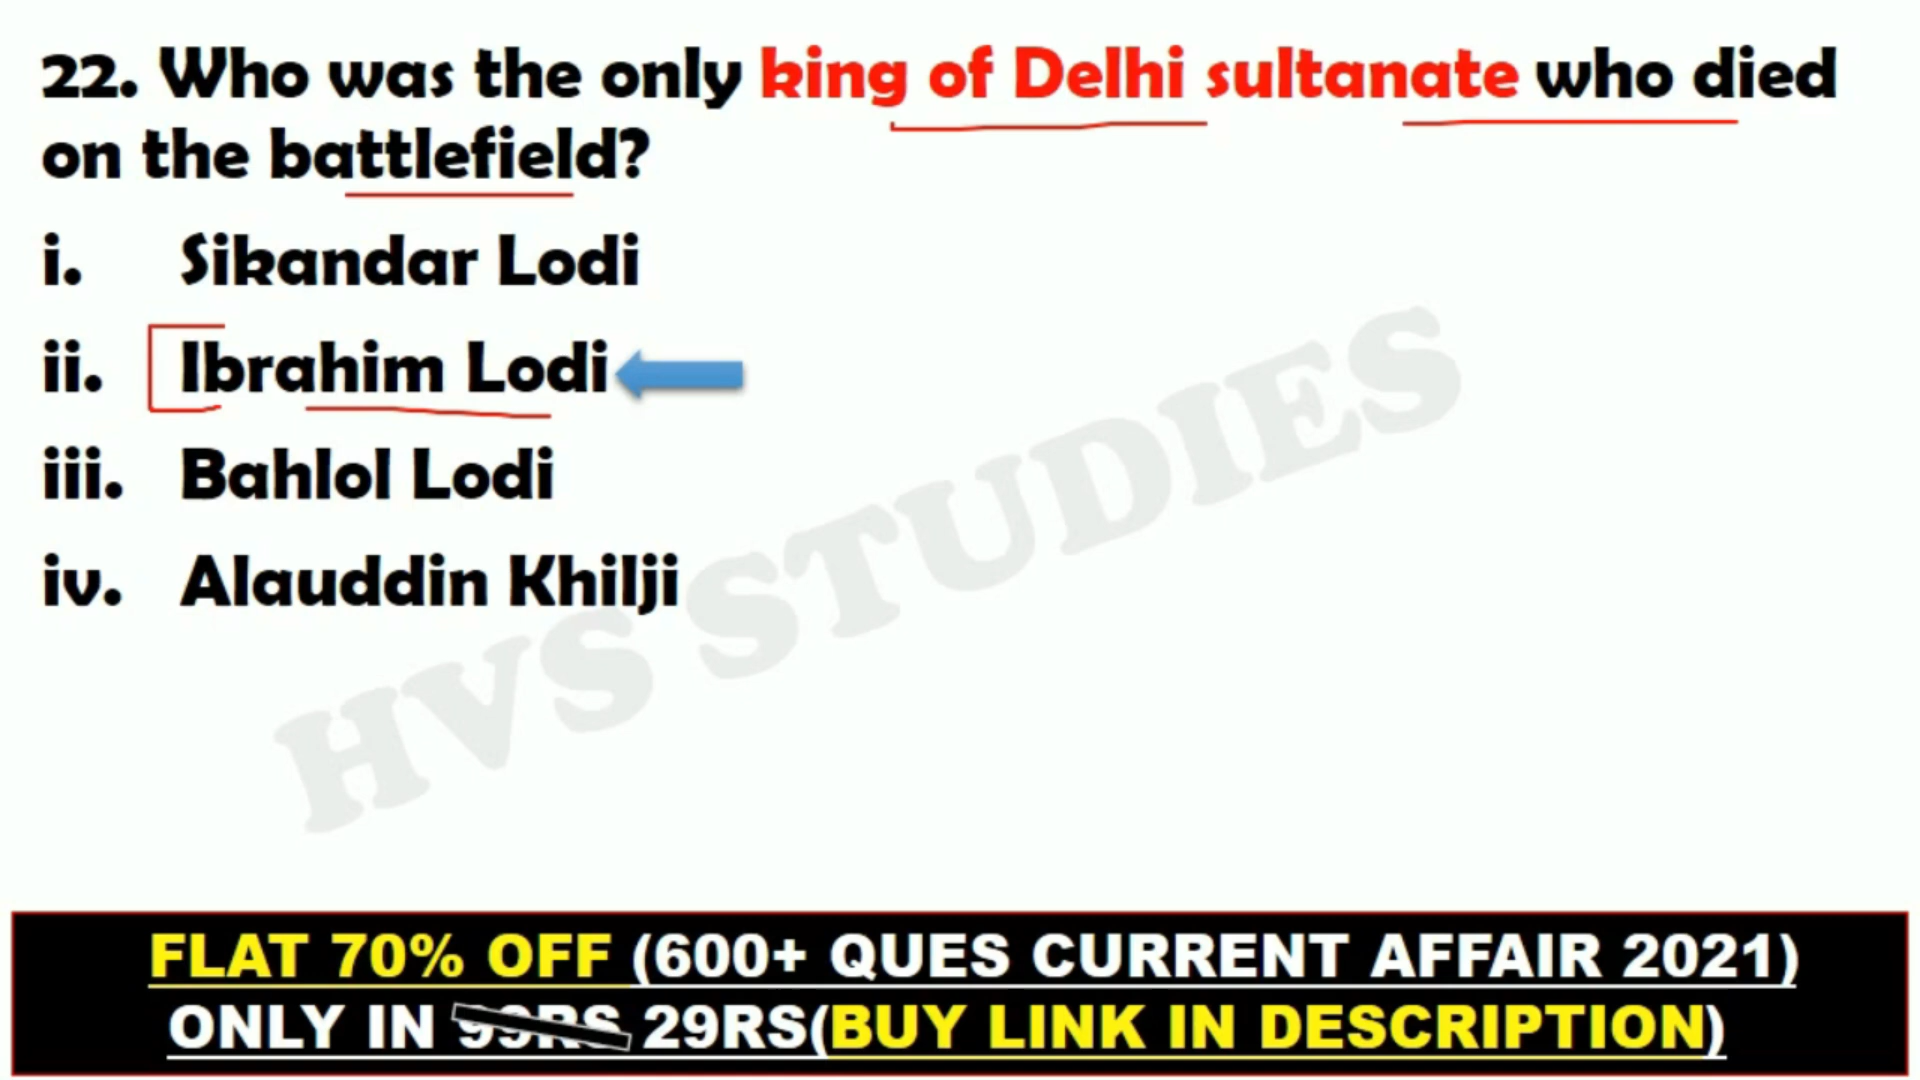 22. Who was the only king of Delhi sultanate who died
on the battlefield?
i. Sikandar Lodi
ii. Ibrahim Lodi
iii. Bahlol Lodi
iv. Alauddin Khilji
HVS STUDIES
FLAT 70% OFF (600+ QUES CURRENT AFFAIR 2021)
ONLY IN 99RS 29RS(BUY LINK IN DESCRIPTION)